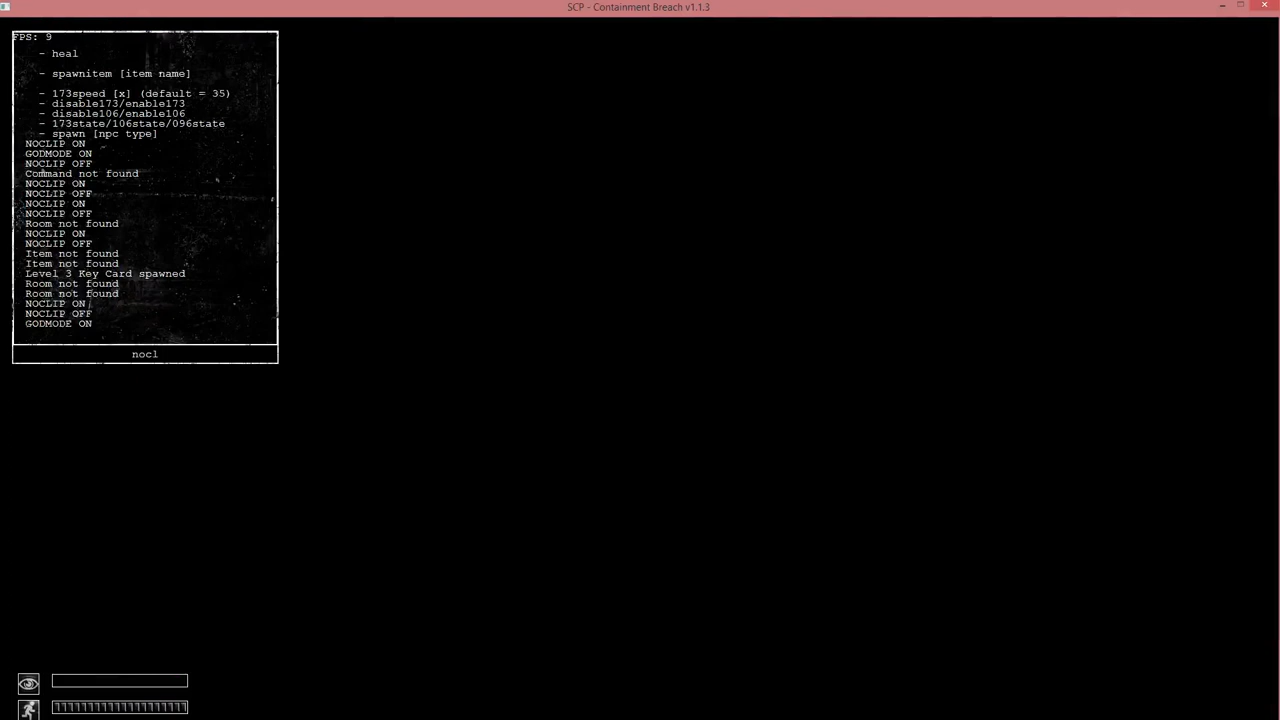 SCP - Containment Breach v1.1.3
FPS: 9
- heal
- spawnitem [item name]
- 173speed [x] (default = 35)
- disable173/enable173
- disable106/enable106
- 173state/106state/096state
- spawn [npc type]
NOCLIP ON
GODMODE ON
NOCLIP OFF
Command not found
NOCLIP ON
NOCLIP OFF
NOCLIP ON
NOCLIP OFF
Room not found
NOCLIP ON
NOCLIP OFF
Item not found
Item not found
Level 3 Key Card spawned
Room not found
Room not found
NOCLIP ON
NOCLIP OFF
GODMODE ON
nocl